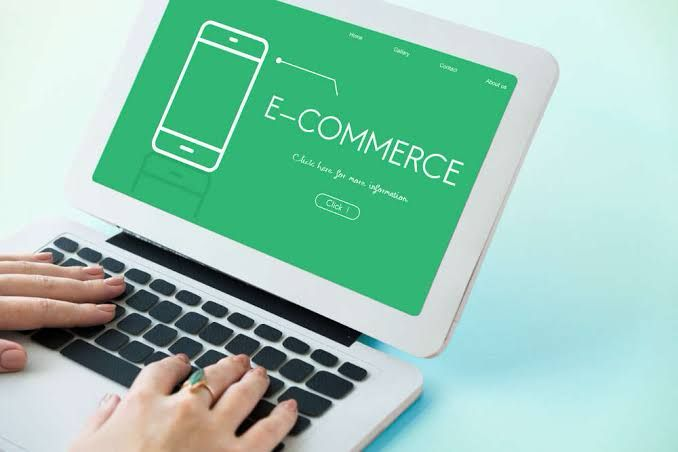 Home
Gallery
Contact
About us
E–COMMERCE
Click here for more information
Click !